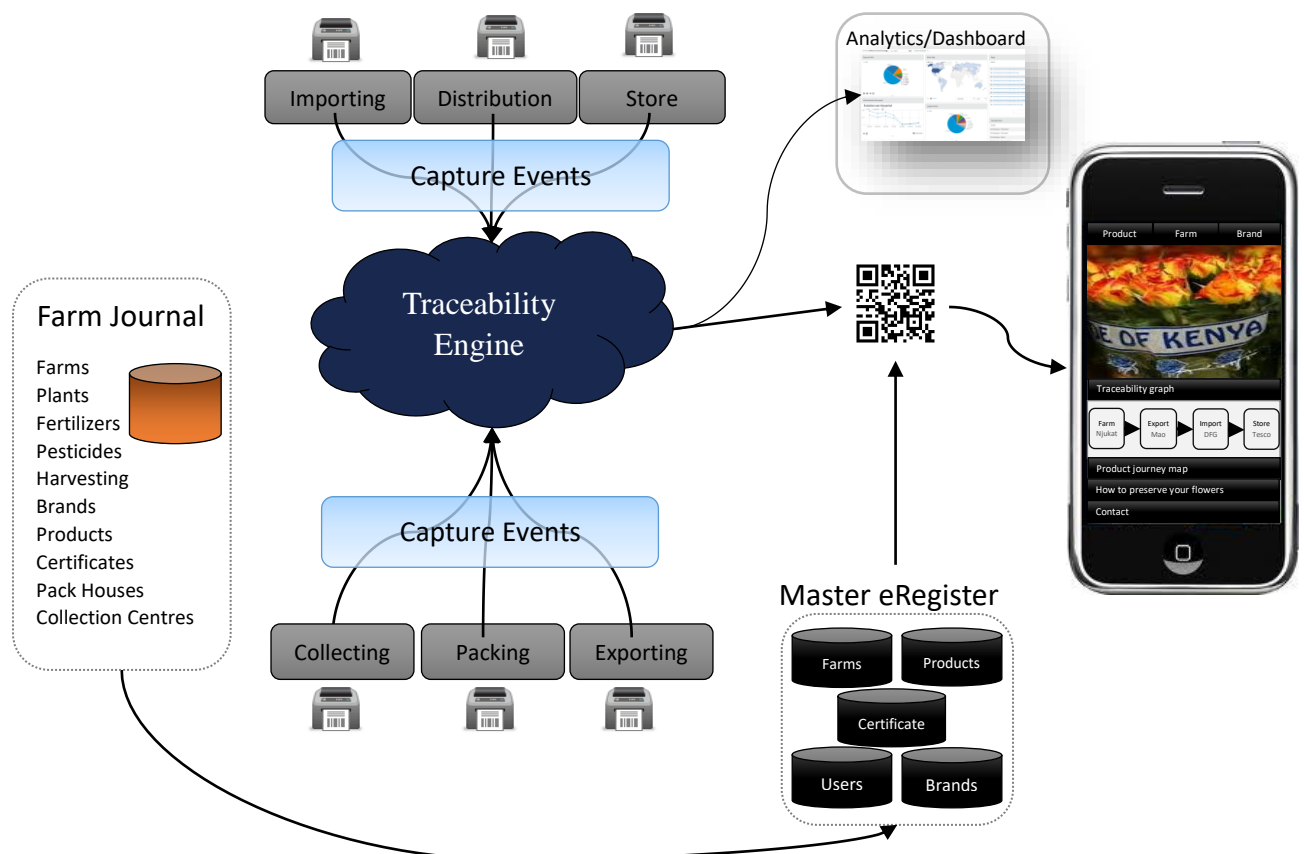 Importing
Distribution
Store
Capture Events
Analytics/Dashboard
Traceability
Engine
Farm Journal
Farms
Plants
Fertilizers
Pesticides
Harvesting
Brands
Products
Certificates
Pack Houses
Collection Centres
Capture Events
Collecting
Packing
Exporting
Master eRegister
Farms
Products
Certificate
Users
Brands
Product
Farm
Brand
DE OF KENYA
Traceability graph
Farm
Njukat
Export
Mao
Import
DFG
Store
Tesco
Product journey map
How to preserve your flowers
Contact